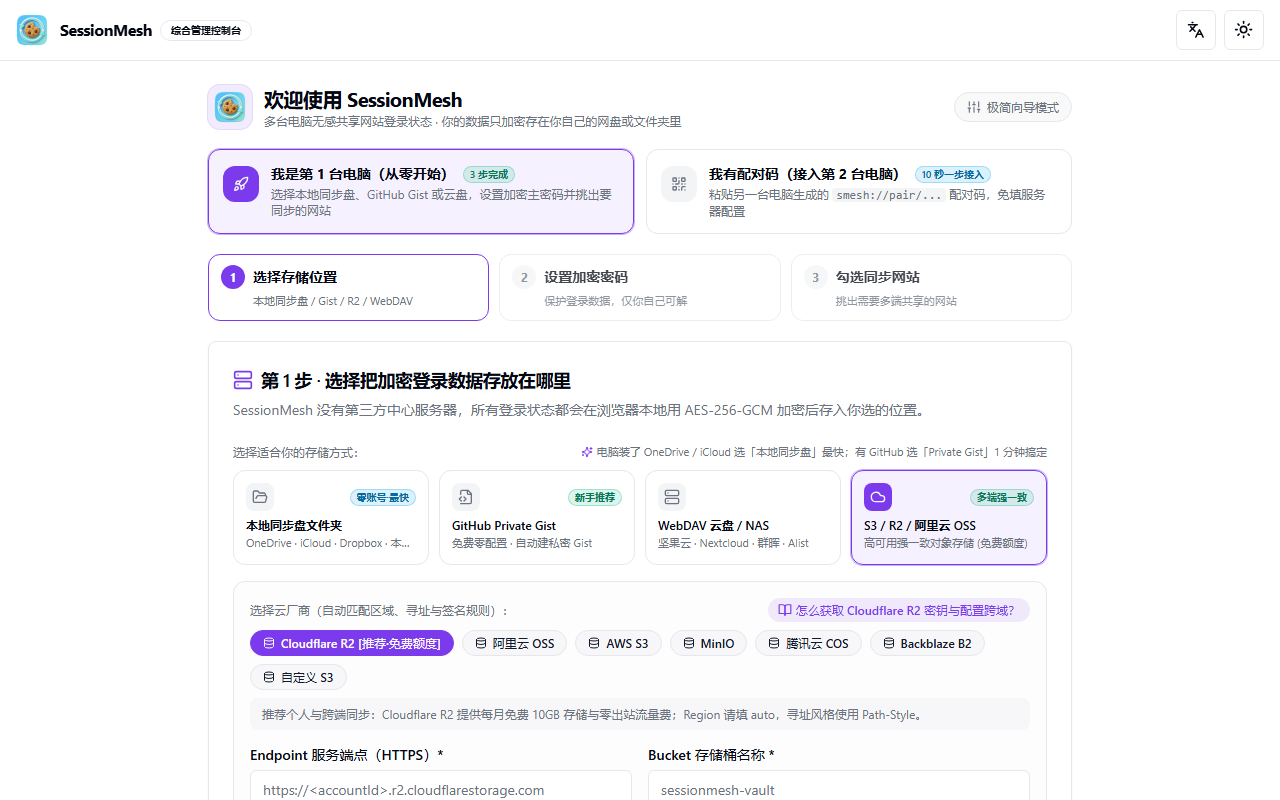 SessionMesh 综合管理控制台
欢迎使用 SessionMesh
多台电脑无感共享网站登录状态 · 你的数据只加密存在你自己的网盘或文件夹里
极简向导模式
我是第 1 台电脑（从零开始） 3 步完成
选择本地同步盘、GitHub Gist 或云盘，设置加密主密码并挑出要
同步的网站
我有配对码（接入第 2 台电脑） 10 秒一步接入
粘贴另一台电脑生成的 smesh://pair/... 配对码，免填服务
器配置
1 选择存储位置
本地同步盘 / Gist / R2 / WebDAV
2 设置加密密码
保护登录数据，仅你自己可解
3 勾选同步网站
挑出需要多端共享的网站
第 1 步 · 选择把加密登录数据存放在哪里
SessionMesh 没有第三方中心服务器，所有登录状态都会在浏览器本地用 AES-256-GCM 加密后存入你选的位置。
选择适合你的存储方式：
电脑装了 OneDrive / iCloud 选「本地同步盘」最快；有 GitHub 选「Private Gist」1 分钟搞定
零账号·最快
本地同步盘文件夹
OneDrive · iCloud · Dropbox · 本...
新手推荐
GitHub Private Gist
免费零配置 · 自动建私密 Gist
WebDAV 云盘 / NAS
坚果云 · Nextcloud · 群晖 · Alist
多端强一致
S3 / R2 / 阿里云 OSS
高可用强一致对象存储 (免费额度)
选择云厂商（自动匹配区域、寻址与签名规则）：
怎么获取 Cloudflare R2 密钥与配置跨域？
Cloudflare R2 [推荐·免费额度]
阿里云 OSS
AWS S3
MinIO
腾讯云 COS
Backblaze B2
自定义 S3
推荐个人与跨端同步：Cloudflare R2 提供每月免费 10GB 存储与零出站流量费；Region 请填 auto，寻址风格使用 Path-Style。
Endpoint 服务端点（HTTPS）*
https://<accountId>.r2.cloudflarestorage.com
Bucket 存储桶名称 *
sessionmesh-vault